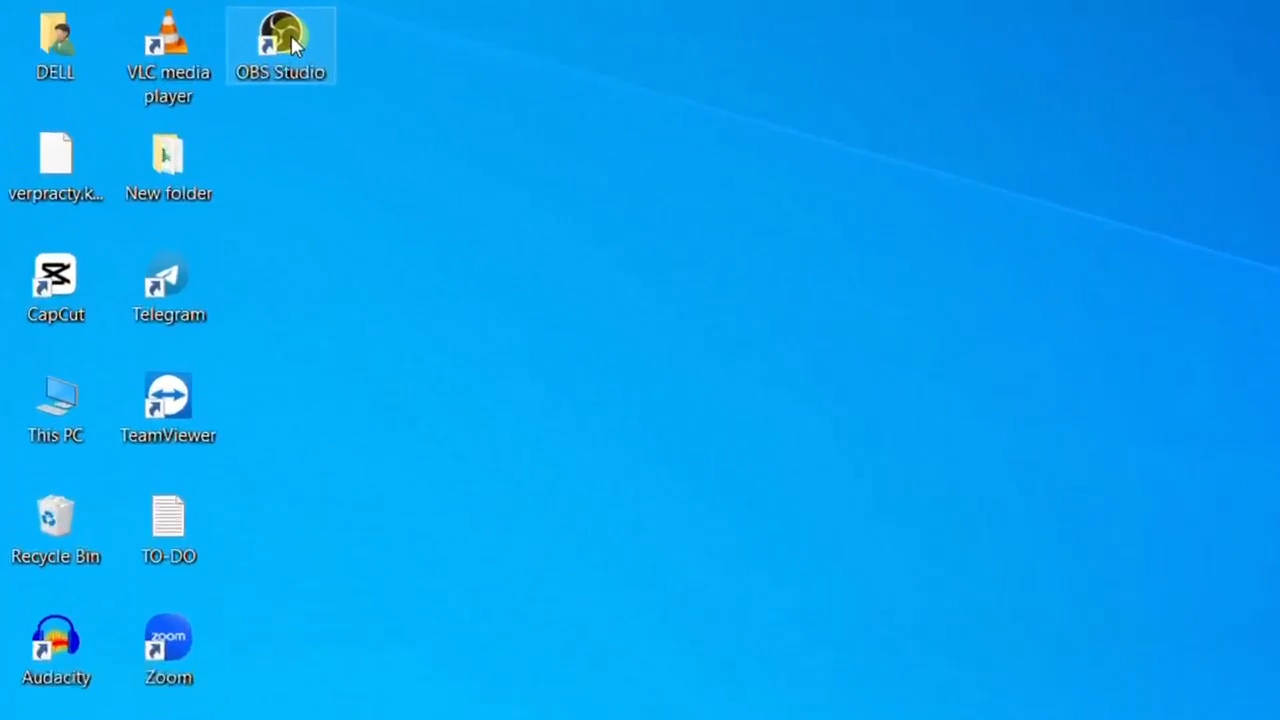 DELL
VLC media
player
OBS Studio
verpracty.k...
New folder
CapCut
Telegram
This PC
TeamViewer
Recycle Bin
TO-DO
Audacity
zoom
Zoom